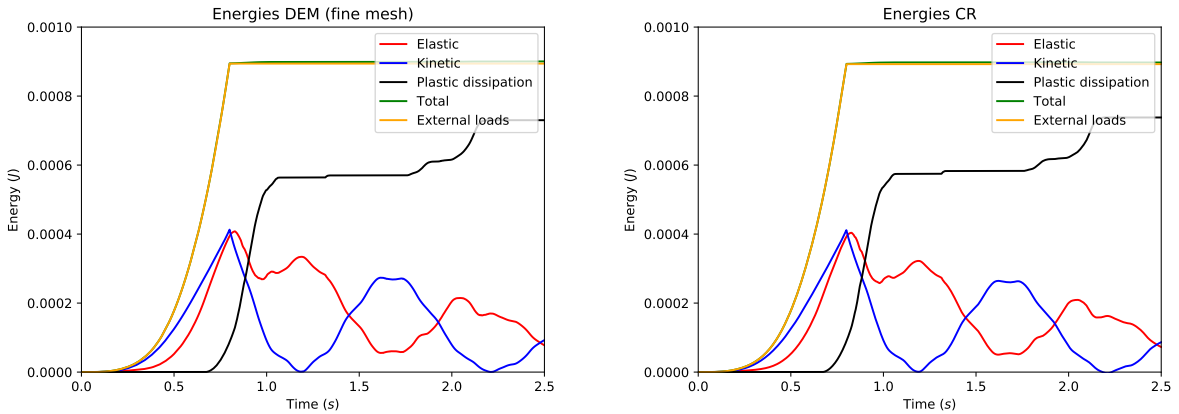 Energies DEM (fine mesh)
0.0010
0.0008
0.0006
0.0004
0.0002
0.0000
Energy (J)
0.0
0.5
1.0
1.5
2.0
2.5
Time (s)
Elastic
Kinetic
Plastic dissipation
Total
External loads
Energies CR
0.0010
0.0008
0.0006
0.0004
0.0002
0.0000
Energy (J)
0.0
0.5
1.0
1.5
2.0
2.5
Time (s)
Elastic
Kinetic
Plastic dissipation
Total
External loads